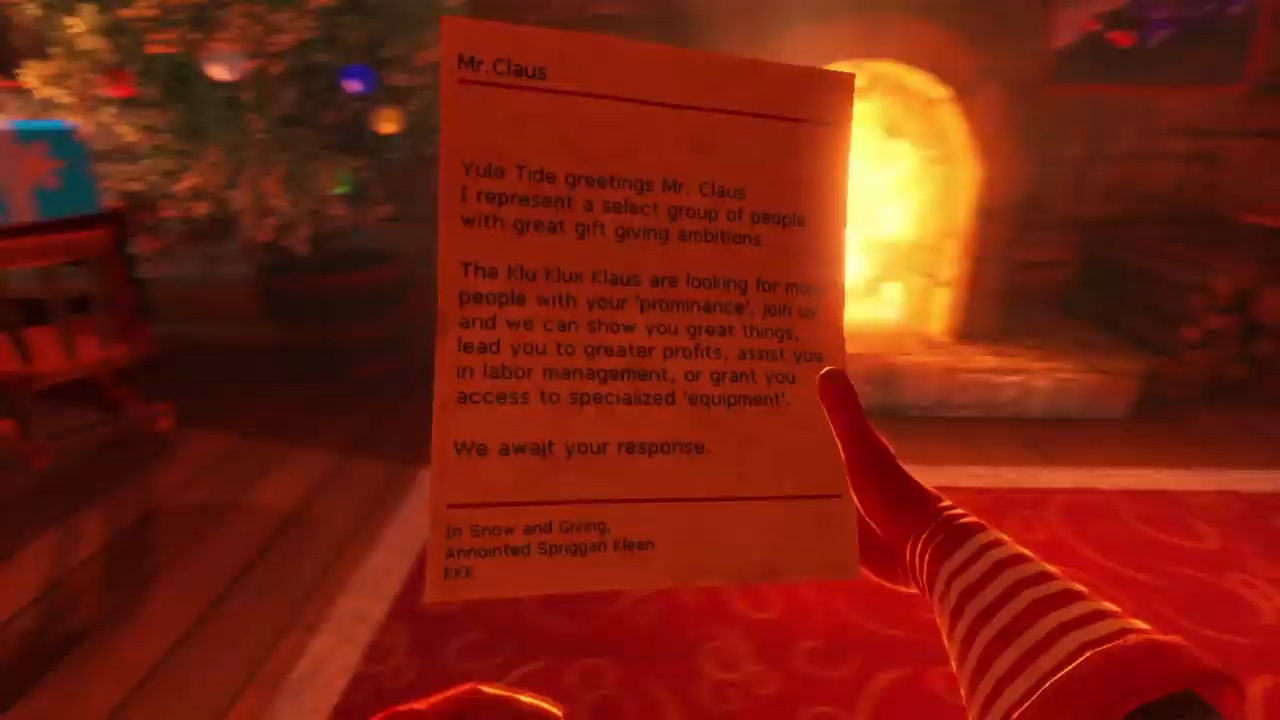 Mr.Claus
Yule Tide greetings Mr. Claus
I represent a select group of people
with great gift giving ambitions.
The Klu Klux Klaus are looking for
people with your 'prominance', join us
and we can show you great things,
lead you to greater profits, assist you
in labor management, or grant you
access to specialized 'equipment'.
We await your response.
In Snow and Giving,
Annointed Spriggan Kleen
KKK